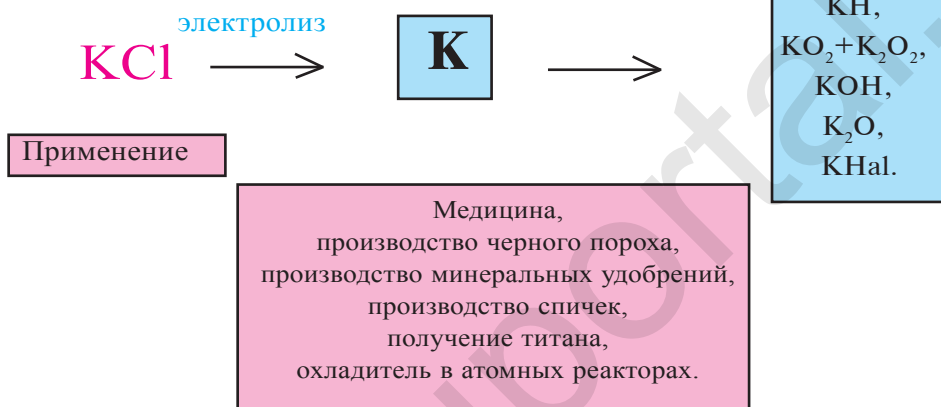 электролиз
KCl
K
KH,
KO₂+K₂O₂,
KOH,
K₂O,
KHal.
Применение
Медицина,
производство черного пороха,
производство минеральных удобрений,
производство спичек,
получение титана,
охладитель в атомных реакторах.